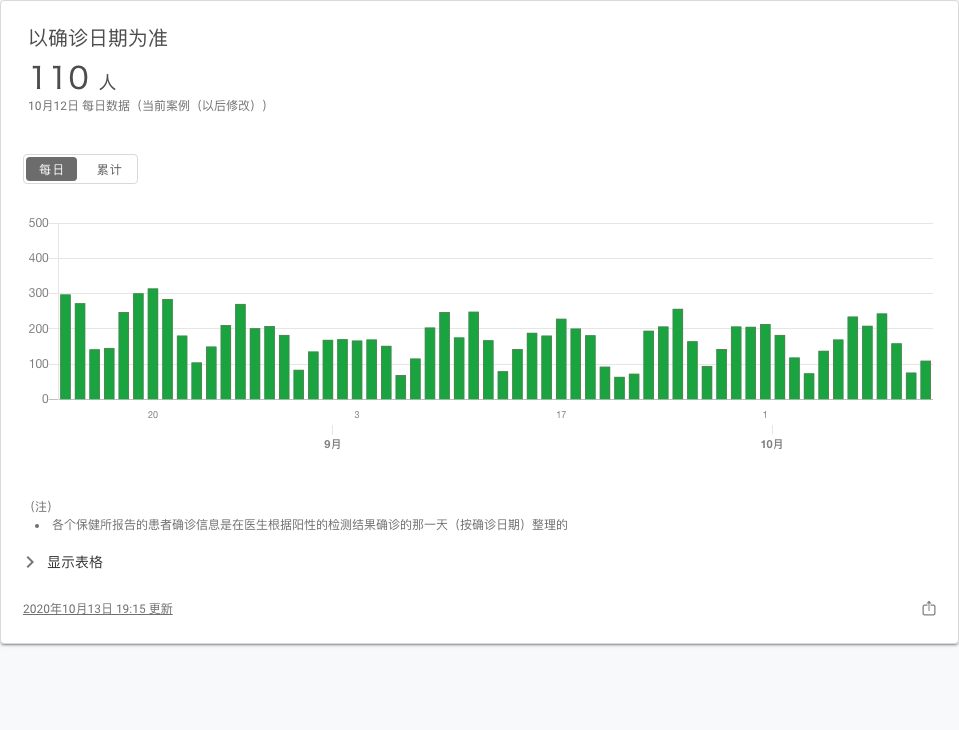 以确诊日期为准
110 人
10月12日 每日数据（当前案例（以后修改））
每日 累计
500
400
300
200
100
0
20 3 17 1
9月 10月
（注）
• 各个保健所报告的患者确诊信息是在医生根据阳性的检测结果确诊的那一天（按确诊日期）整理的
显示表格
2020年10月13日 19:15 更新